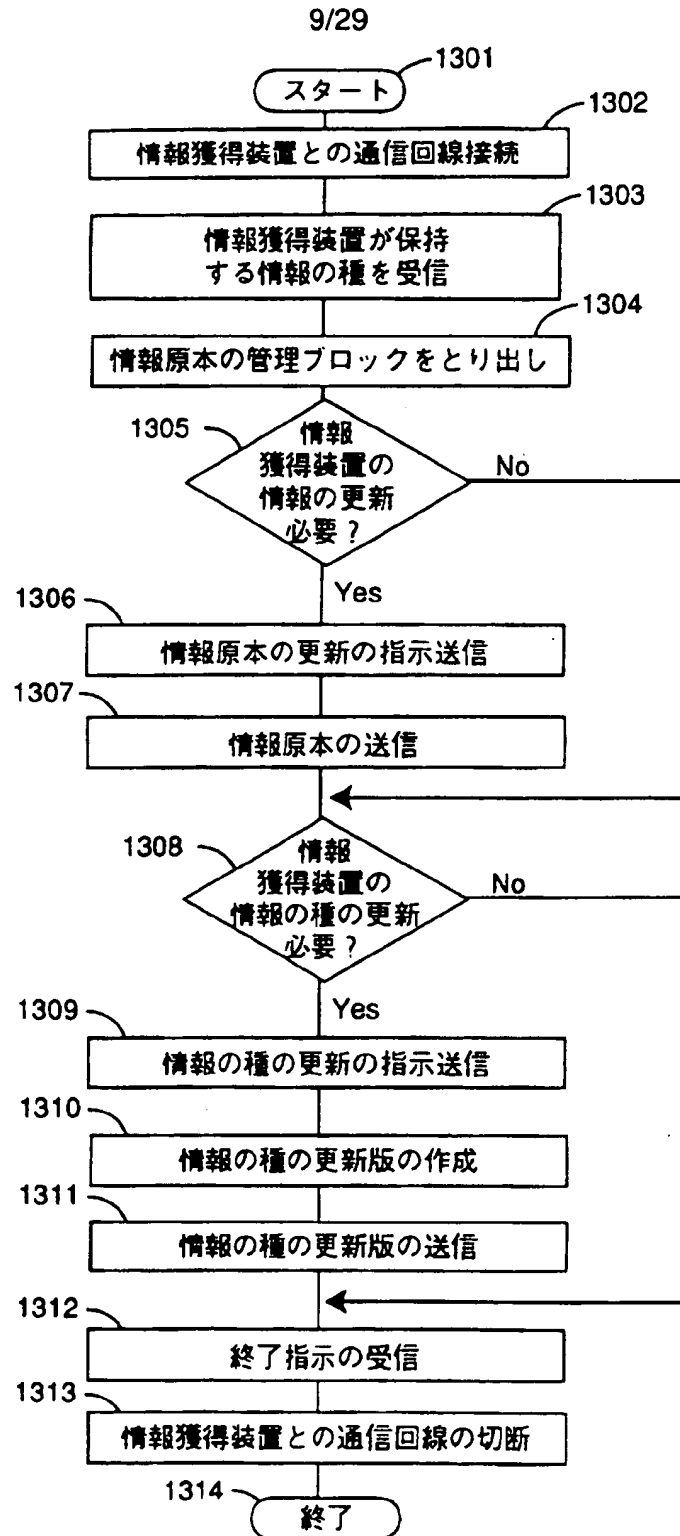 9/29
1301
スタート
1302
情報獲得装置との通信回線接続
1303
情報獲得装置が保持
する情報の種を受信
1304
情報原本の管理ブロックをとり出し
1305
情報
獲得装置の
情報の更新
必要？
No
Yes
1306
情報原本の更新の指示送信
1307
情報原本の送信
1308
情報
獲得装置の
情報の種の更新
必要？
No
Yes
1309
情報の種の更新の指示送信
1310
情報の種の更新版の作成
1311
情報の種の更新版の送信
1312
終了指示の受信
1313
情報獲得装置との通信回線の切断
1314
終了